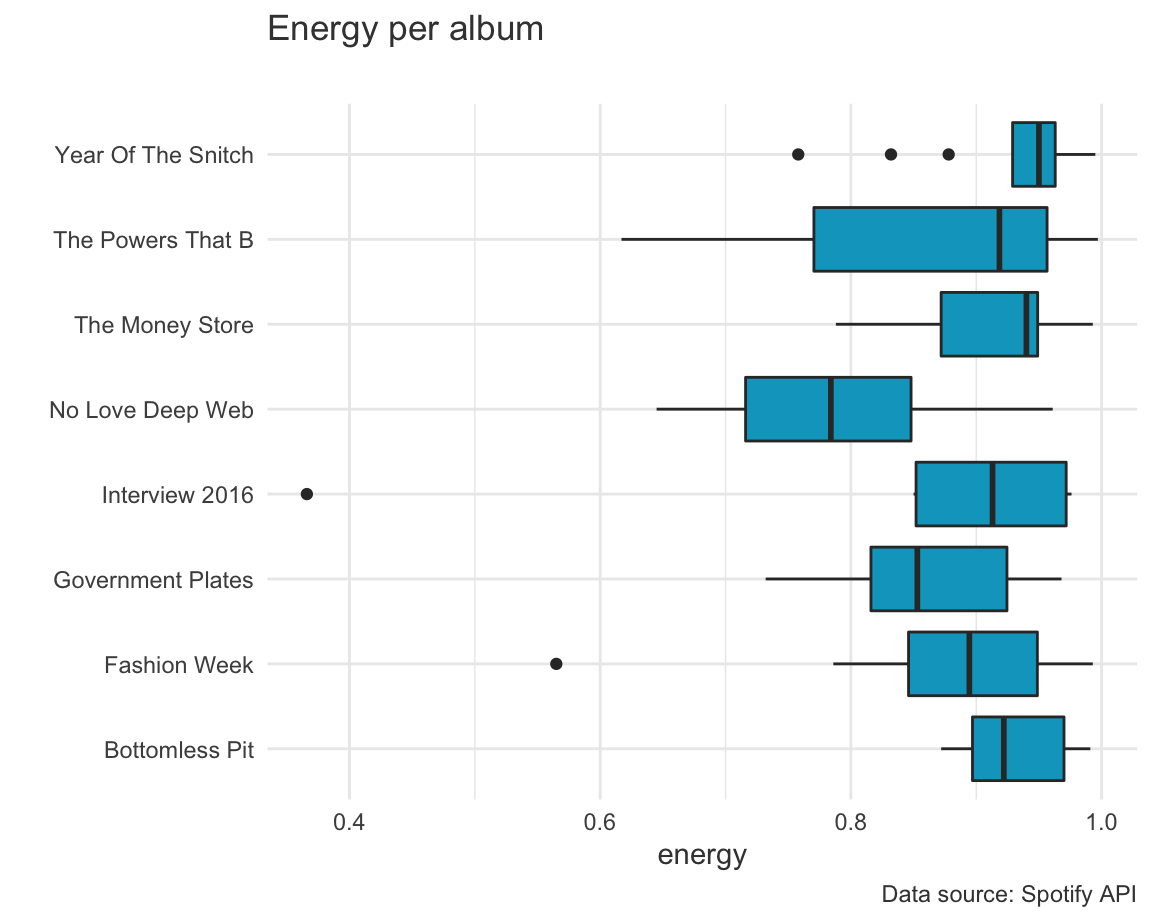 Energy per album
Year Of The Snitch
The Powers That B
The Money Store
No Love Deep Web
Interview 2016
Government Plates
Fashion Week
Bottomless Pit
0.4 0.6 0.8 1.0
energy
Data source: Spotify API